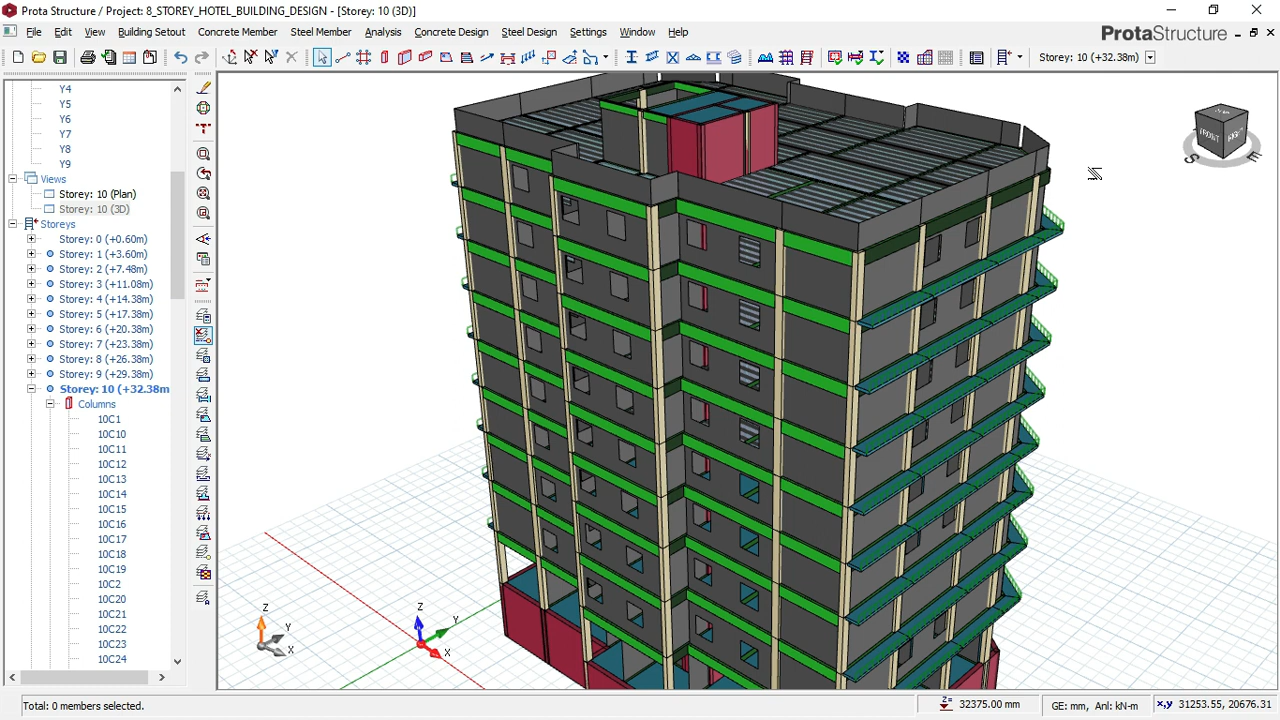 Prota Structure / Project: 8_STOREY_HOTEL_BUILDING_DESIGN - [Storey: 10 (3D)]
File Edit View Building Setout Concrete Member Steel Member Analysis Concrete Design Steel Design Settings Window Help
ProtaStructure
Storey: 10 (+32.38m)
Y4
Y5
Y6
Y7
Y8
Y9
Views
Storey: 10 (Plan)
Storey: 10 (3D)
Storeys
Storey: 0 (+0.60m)
Storey: 1 (+3.60m)
Storey: 2 (+7.48m)
Storey: 3 (+11.08m)
Storey: 4 (+14.38m)
Storey: 5 (+17.38m)
Storey: 6 (+20.38m)
Storey: 7 (+23.38m)
Storey: 8 (+26.38m)
Storey: 9 (+29.38m)
Storey: 10 (+32.38m
Columns
10C1
10C10
10C11
10C12
10C13
10C14
10C15
10C16
10C17
10C18
10C19
10C2
10C20
10C21
10C22
10C23
10C24
FRONT
RIGHT
S
E
Z
Y
X
Z
Y
X
Total: 0 members selected.
Z=
32375.00 mm
GE: mm, Anl: kN-m
x,y 31253.55, 20676.31